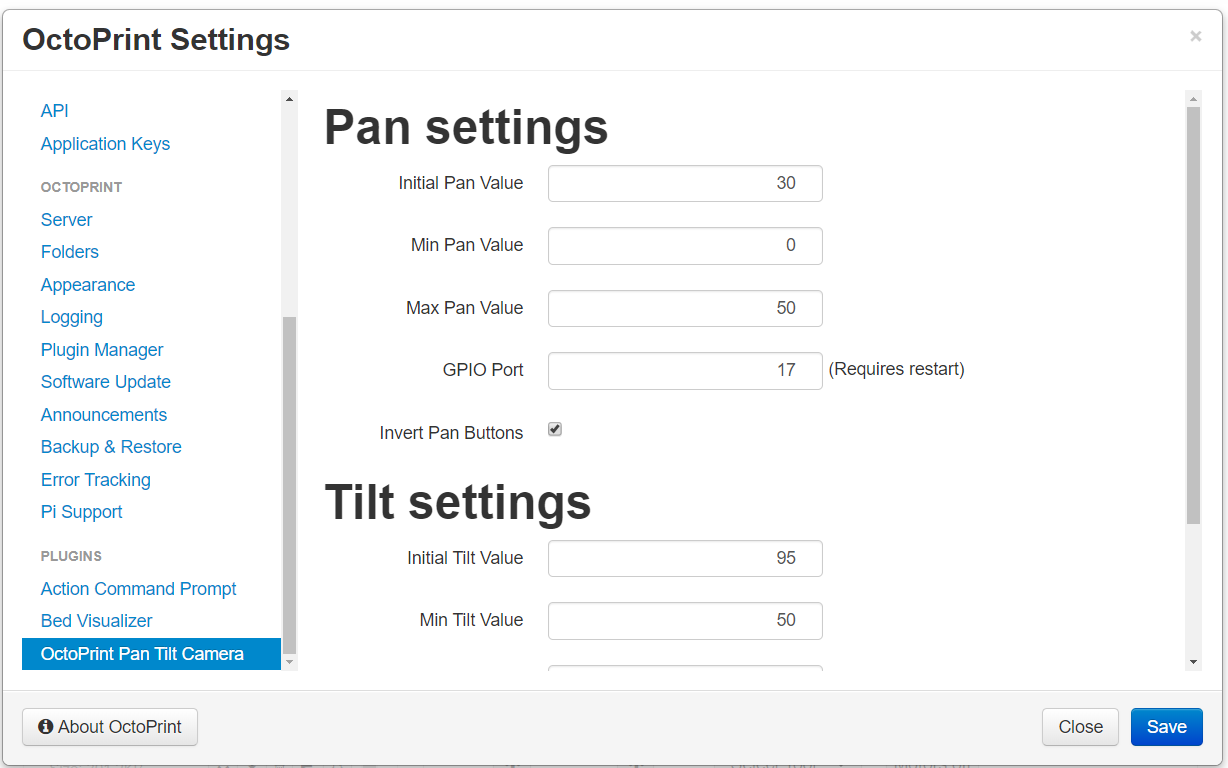 OctoPrint Settings
×
API
Application Keys
OCTOPRINT
Server
Folders
Appearance
Logging
Plugin Manager
Software Update
Announcements
Backup & Restore
Error Tracking
Pi Support
PLUGINS
Action Command Prompt
Bed Visualizer
OctoPrint Pan Tilt Camera
Pan settings
Initial Pan Value 30
Min Pan Value 0
Max Pan Value 50
GPIO Port 17 (Requires restart)
Invert Pan Buttons
Tilt settings
Initial Tilt Value 95
Min Tilt Value 50
About OctoPrint
Close
Save